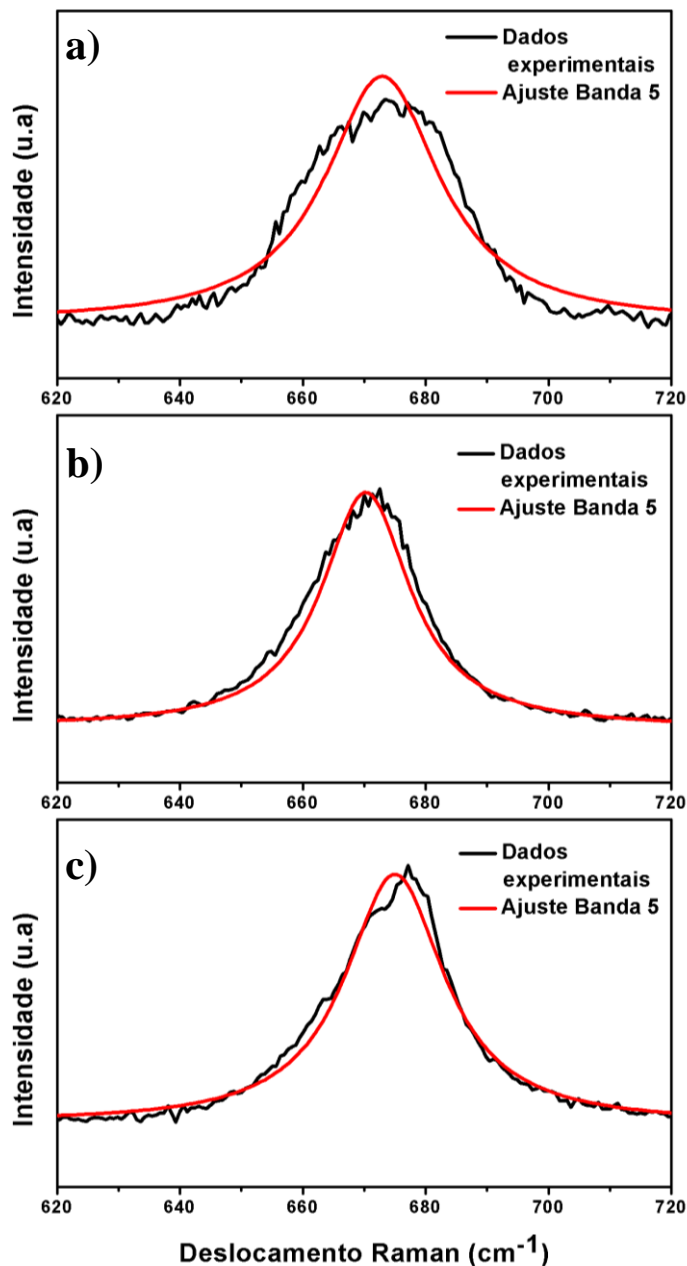 a)
Dados
experimentais
Ajuste Banda 5
Intensidade (u.a)
620 640 660 680 700 720
b)
Dados
experimentais
Ajuste Banda 5
Intensidade (u.a)
620 640 660 680 700 720
c)
Dados
experimentais
Ajuste Banda 5
Intensidade (u.a)
620 640 660 680 700 720
Deslocamento Raman (cm⁻¹)